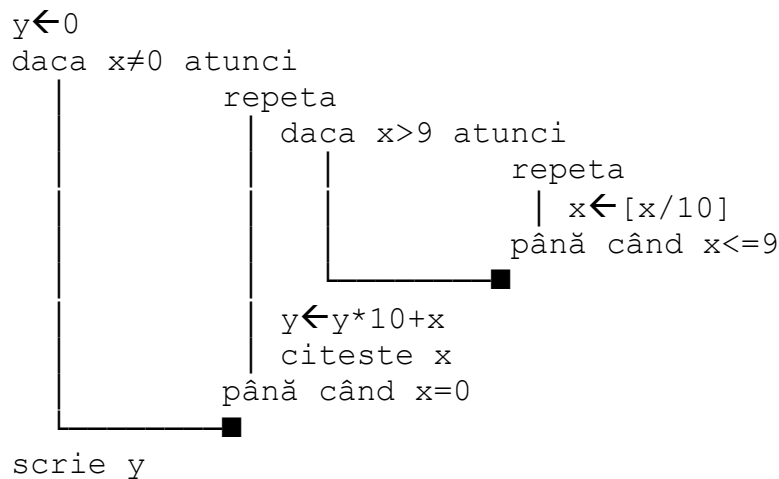 y←0
daca x≠0 atunci
repeta
daca x>9 atunci
repeta
x←[x/10]
până când x<=9
y←y*10+x
citeste x
până când x=0
scrie y